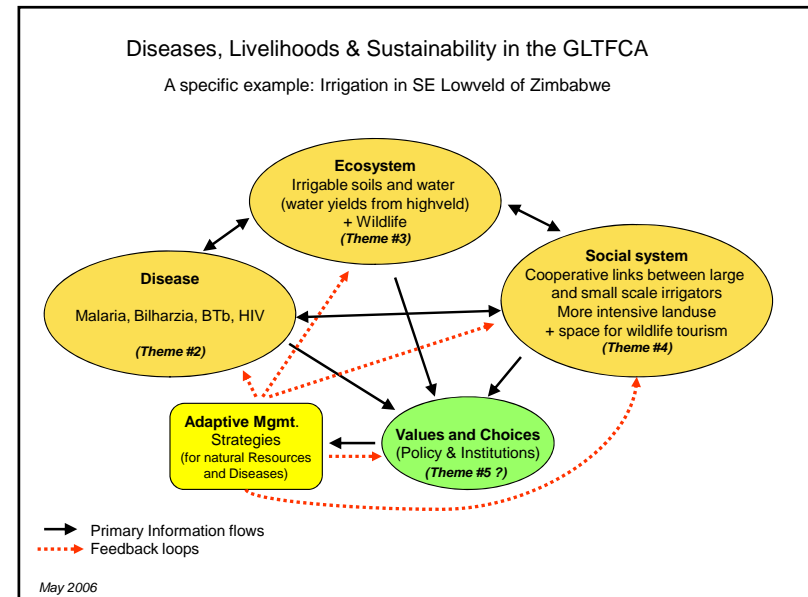 Diseases, Livelihoods & Sustainability in the GLTFCA
A specific example: Irrigation in SE Lowveld of Zimbabwe
Ecosystem
Irrigable soils and water
(water yields from highveld)
+ Wildlife
(Theme #3)
Disease
Malaria, Bilharzia, BTb, HIV
(Theme #2)
Social system
Cooperative links between large
and small scale irrigators
More intensive landuse
+ space for wildlife tourism
(Theme #4)
Adaptive Mgmt.
Strategies
(for natural Resources
and Diseases)
Values and Choices
(Policy & Institutions)
(Theme #5 ?)
Primary Information flows
Feedback loops
May 2006